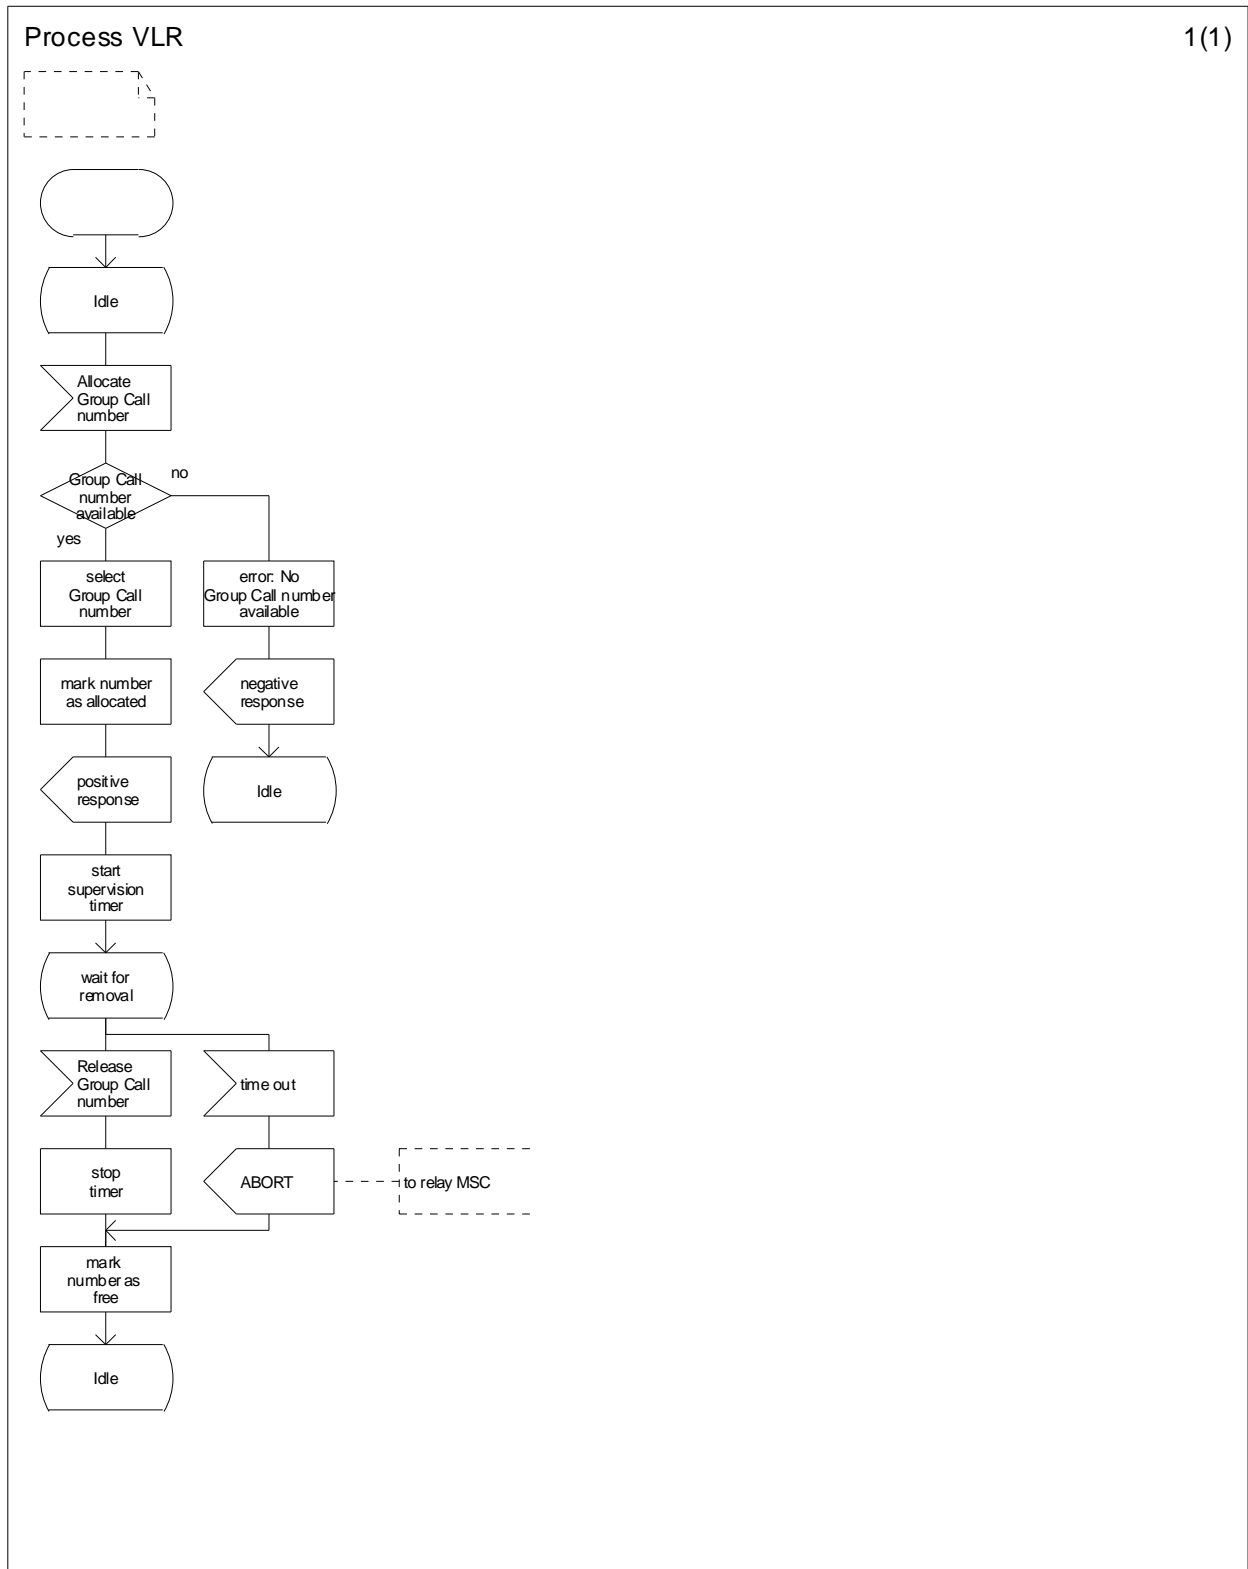 Process VLR
1(1)
Idle
Allocate
Group Call
number
Group Call
number
available
no
yes
select
Group Call
number
error: No
Group Call number
available
mark number
as allocated
negative
response
positive
response
Idle
start
supervision
timer
wait for
removal
Release
Group Call
number
time out
stop
timer
ABORT
to relay MSC
mark
number as
free
Idle